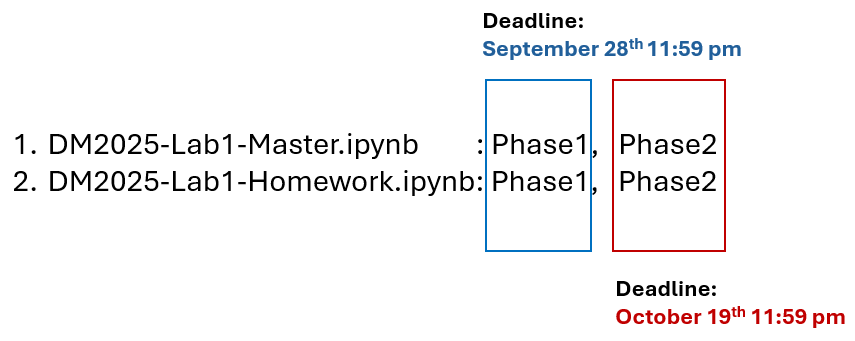 Deadline:
September 28th 11:59 pm
1. DM2025-Lab1-Master.ipynb : Phase1, Phase2
2. DM2025-Lab1-Homework.ipynb: Phase1, Phase2
Deadline:
October 19th 11:59 pm